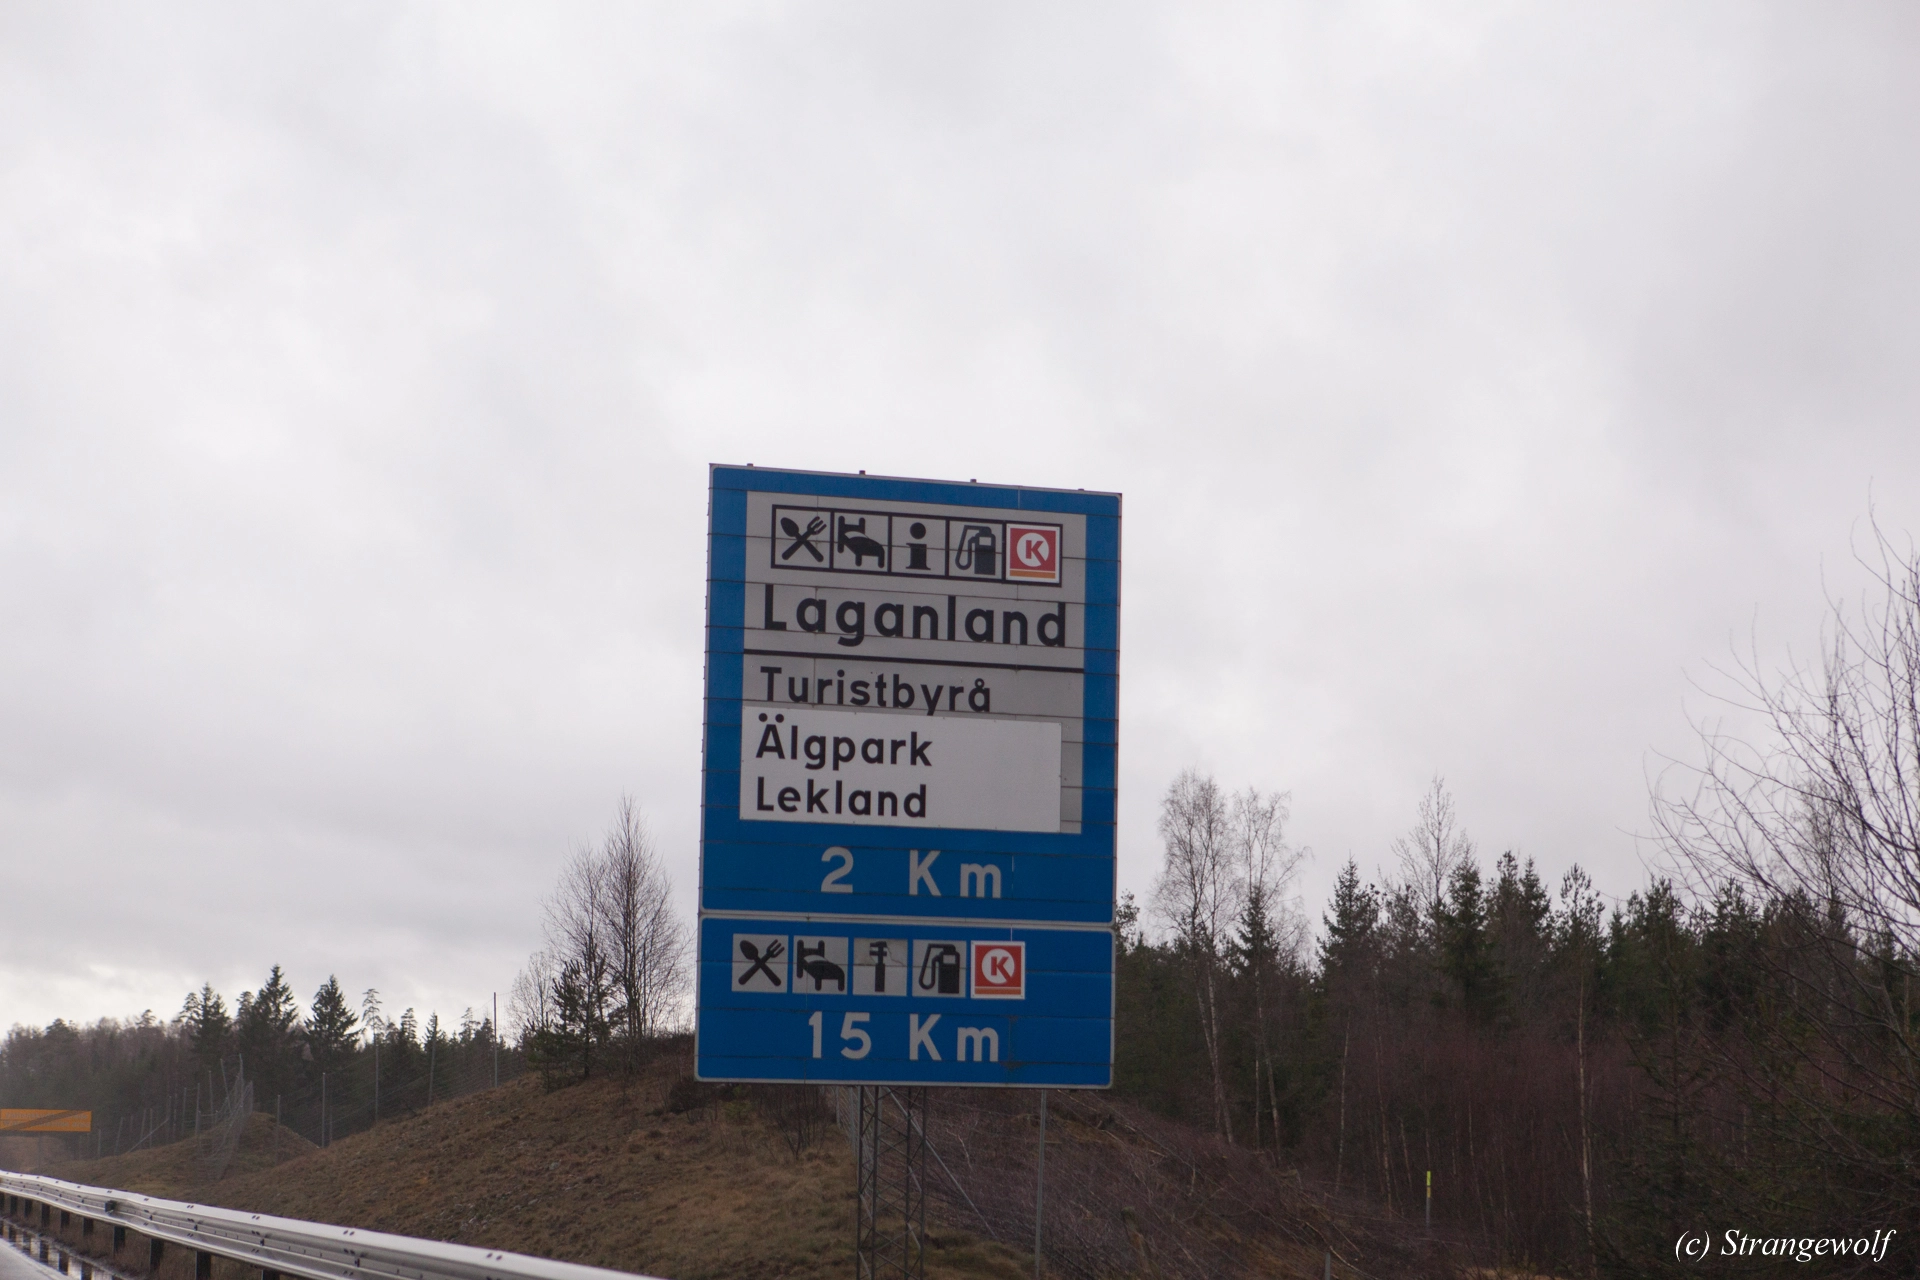 K
Laganland
Turistbyrå
Älgpark
Lekland
2 Km
K
15 Km
(c) Strangewolf